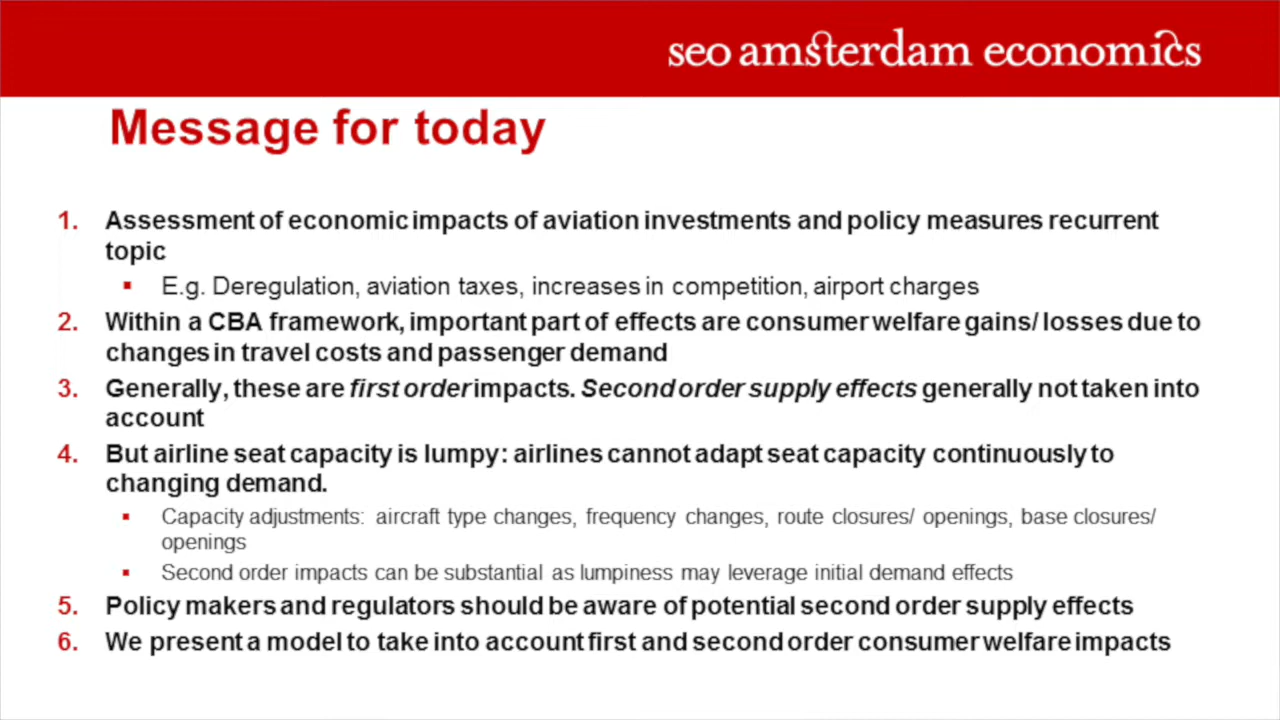 seo amsterdam economics
Message for today
1. Assessment of economic impacts of aviation investments and policy measures recurrent
topic
▪ E.g. Deregulation, aviation taxes, increases in competition, airport charges
2. Within a CBA framework, important part of effects are consumer welfare gains/ losses due to
changes in travel costs and passenger demand
3. Generally, these are first order impacts. Second order supply effects generally not taken into
account
4. But airline seat capacity is lumpy: airlines cannot adapt seat capacity continuously to
changing demand.
▪ Capacity adjustments: aircraft type changes, frequency changes, route closures/ openings, base closures/
openings
▪ Second order impacts can be substantial as lumpiness may leverage initial demand effects
5. Policy makers and regulators should be aware of potential second order supply effects
6. We present a model to take into account first and second order consumer welfare impacts